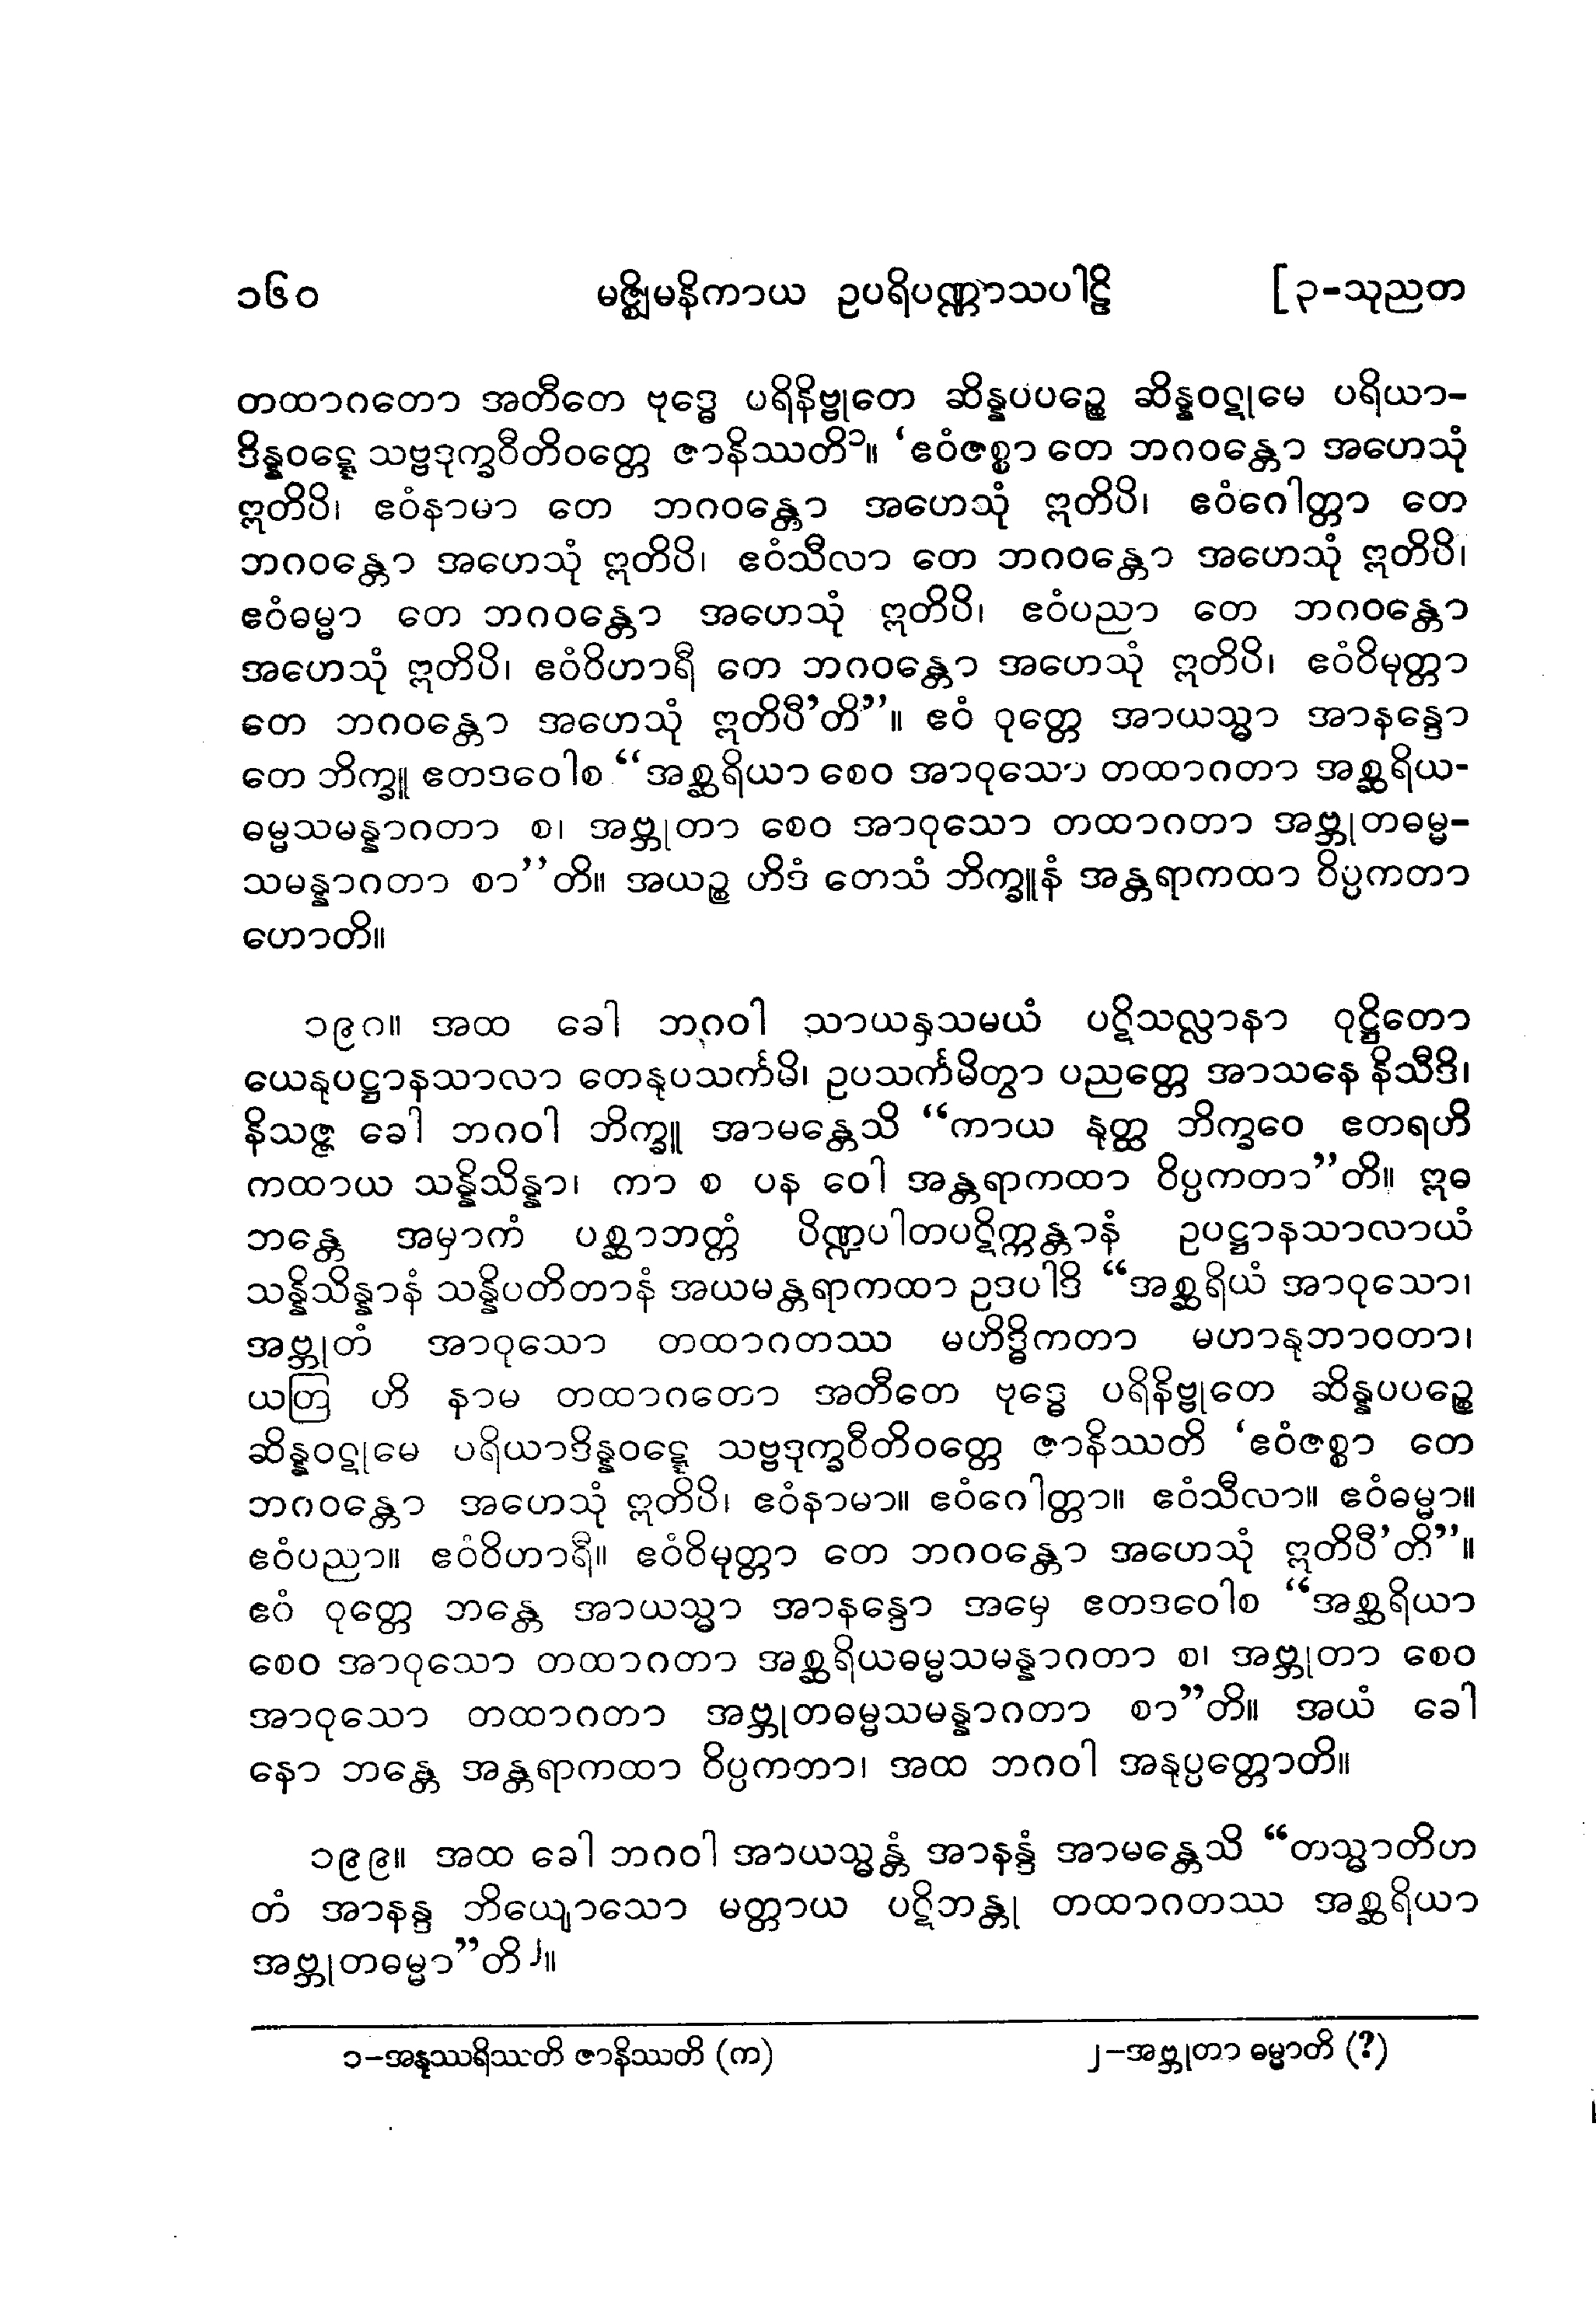 ၁၆၀ မဇ္ဈိမနိကာယ ဥပရိပဏ္ဏာသပါဠိ [ ၃-သုညတ
တထာဂတော အတီတေ ဗုဒ္ဓေ ပရိနိဗ္ဗုတေ ဆိန္နပပဉ္စေ ဆိန္နဝဋုမေ ပရိယာ-
ဒိန္နဝဋ္ဋေ သဗ္ဗဒုက္ခဝီတိဝတ္တေ ဇာနိဿတိ၁။ ‘ဧဝံဇစ္စာ တေ ဘဂဝန္တော အဟေသုံ
ဣတိပိ၊ ဧဝံနာမာ တေ ဘဂဝန္တော အဟေသုံ ဣတိပိ၊ ဧဝံဂေါတ္တာ တေ
ဘဂဝန္တော အဟေသုံ ဣတိပိ၊ ဧဝံသီလာ တေ ဘဂဝန္တော အဟေသုံ ဣတိပိ၊
ဧဝံဓမ္မာ တေ ဘဂဝန္တော အဟေသုံ ဣတိပိ၊ ဧဝံပညာ တေ ဘဂဝန္တော
အဟေသုံ ဣတိပိ၊ ဧဝံဝိဟာရီ တေ ဘဂဝန္တော အဟေသုံ ဣတိပိ၊ ဧဝံဝိမုတ္တာ
တေ ဘဂဝန္တော အဟေသုံ ဣတိပီ’တိ”။ ဧဝံ ဝုတ္တေ အာယသ္မာ အာနန္ဒော
တေ ဘိက္ခူ ဧတဒဝေါစ “အစ္ဆရိယာ စေဝ အာဝုသော တထာဂတာ အစ္ဆရိယ-
ဓမ္မသမန္နာဂတာ စ၊ အဗ္ဘုတာ စေဝ အာဝုသော တထာဂတာ အဗ္ဘုတဓမ္မ-
သမန္နာဂတာ စာ”တိ။ အယဉ္စ ဟိဒံ တေသံ ဘိက္ခူနံ အန္တရာကထာ ဝိပ္ပကတာ
ဟောတိ။
၁၉၈။ အထ ခေါ ဘဂဝါ သာယနှသမယံ ပဋိသလ္လာနာ ဝုဋ္ဌိတော
ယေနုပဋ္ဌာနသာလာ တေနုပသင်္ကမိ၊ ဥပသင်္ကမိတွာ ပညတ္တေ အာသနေ နိသီဒိ၊
နိသဇ္ဇ ခေါ ဘဂဝါ ဘိက္ခူ အာမန္တေသိ “ကာယ နုတ္ထ ဘိက္ခဝေ ဧတရဟိ
ကထာယ သန္နိသိန္နာ၊ ကာ စ ပန ဝေါ အန္တရာကထာ ဝိပ္ပကတာ”တိ။ ဣဓ
ဘန္တေ အမှာကံ ပစ္ဆာဘတ္တံ ပိဏ္ဍပါတပဋိက္ကန္တာနံ ဥပဋ္ဌာနသာလာယံ
သန္နိသိန္နာနံ သန္နိပတိတာနံ အယမန္တရာကထာ ဥဒပါဒိ “အစ္ဆရိယံ အာဝုသော၊
အဗ္ဘုတံ အာဝုသော တထာဂတဿ မဟိဒ္ဓိကတာ မဟာနုဘာဝတာ၊
ယတြ ဟိ နာမ တထာဂတော အတီတေ ဗုဒ္ဓေ ပရိနိဗ္ဗုတေ ဆိန္နပပဉ္စေ
ဆိန္နဝဋုမေ ပရိယာဒိန္နဝဋ္ဋေ သဗ္ဗဒုက္ခဝီတိဝတ္တေ ဇာနိဿတိ ‘ဧဝံဇစ္စာ တေ
ဘဂဝန္တော အဟေသုံ ဣတိပိ၊ ဧဝံနာမာ။ ဧဝံဂေါတ္တာ။ ဧဝံသီလာ။ ဧဝံဓမ္မာ။
ဧဝံပညာ။ ဧဝံဝိဟာရီ။ ဧဝံဝိမုတ္တာ တေ ဘဂဝန္တော အဟေသုံ ဣတိပီ’တိ”။
ဧဝံ ဝုတ္တေ ဘန္တေ အာယသ္မာ အာနန္ဒော အမှေ ဧတဒဝေါစ “အစ္ဆရိယာ
စေဝ အာဝုသော တထာဂတာ အစ္ဆရိယဓမ္မသမန္နာဂတာ စ၊ အဗ္ဘုတာ စေဝ
အာဝုသော တထာဂတာ အဗ္ဘုတဓမ္မသမန္နာဂတာ စာ”တိ။ အယံ ခေါ
နော ဘန္တေ အန္တရာကထာ ဝိပ္ပကတာ၊ အထ ဘဂဝါ အနုပ္ပတ္တောတိ။
၁၉၉။ အထ ခေါ ဘဂဝါ အာယသ္မန္တံ အာနန္ဒံ အာမန္တေသိ “တသ္မာတိဟ
တံ အာနန္ဒ ဘိယျောသော မတ္တာယ ပဋိဘန္တု တထာဂတဿ အစ္ဆရိယာ
အဗ္ဘုတဓမ္မာ”တိ၂။
၁-အနုဿရိဿတိ ဇာနိဿတိ (က) ၂-အဗ္ဘုတာ ဓမ္မာတိ (?)